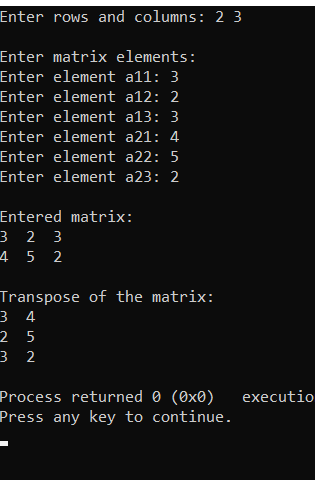 Enter rows and columns: 2 3
Enter matrix elements:
Enter element a11: 3
Enter element a12: 2
Enter element a13: 3
Enter element a21: 4
Enter element a22: 5
Enter element a23: 2
Entered matrix:
3  2  3
4  5  2
Transpose of the matrix:
3  4
2  5
3  2
Process returned 0 (0x0)   executio
Press any key to continue.